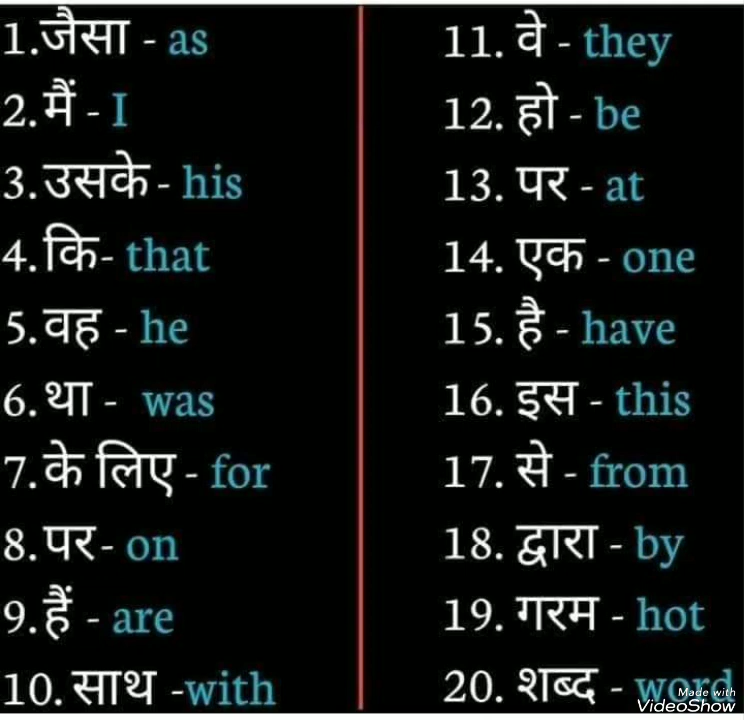 1.जैसा - as
2.मैं - I
3.उसके - his
4.कि- that
5.वह - he
6.था - was
7.के लिए - for
8.पर- on
9.हैं - are
10.साथ -with
11. वे - they
12. हो - be
13. पर - at
14. एक - one
15. है - have
16. इस - this
17. से - from
18. द्वारा - by
19. गरम - hot
20. शब्द - word
Made with
VideoShow